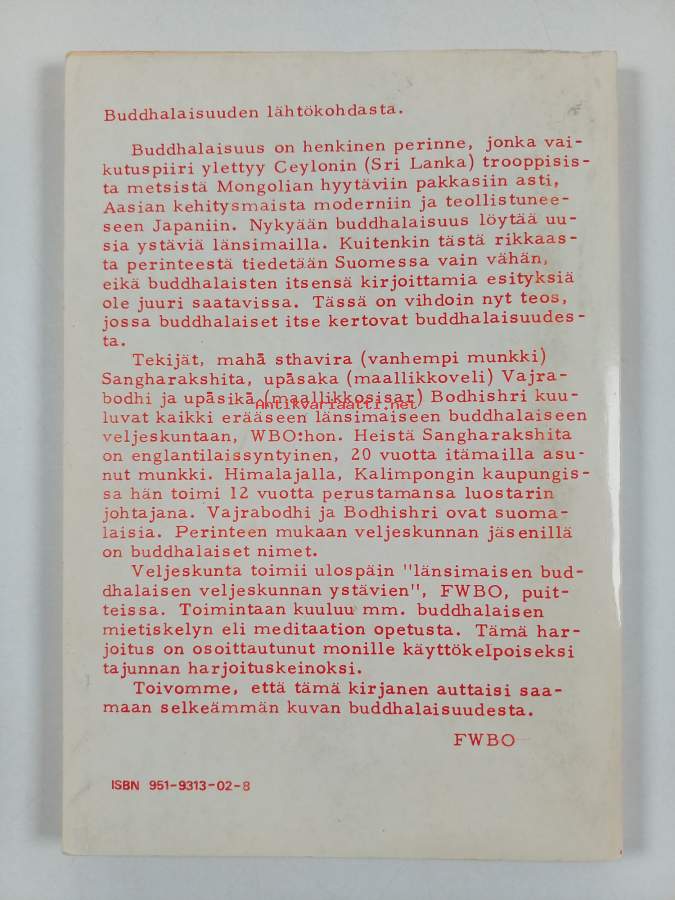 Buddhalaisuuden lähtökohdasta.
Buddhalaisuus on henkinen perinne, jonka vai-
kutuspiiri ylettyy Ceylonin (Sri Lanka) trooppisis-
ta metsistä Mongolian hyytäviin pakkasiin asti,
Aasian kehitysmaista moderniin ja teollistunee-
seen Japaniin. Nykyään buddhalaisuus löytää uu-
sia ystäviä länsimailla. Kuitenkin tästä rikkaas-
ta perinteestä tiedetään Suomessa vain vähän,
eikä buddhalaisten itsensä kirjoittamia esityksiä
ole juuri saatavissa. Tässä on vihdoin nyt teos,
jossa buddhalaiset itse kertovat buddhalaisuudes-
ta.
Tekijät, mahā sthavira (vanhempi munkki)
Sangharakshita, upāsaka (maallikkoveli) Vajra-
bodhi ja upāsikā (maallikkosisar) Bodhishri kuu-
Antikvariaatti.net
luvat kaikki erääseen länsimaiseen buddhalaiseen
veljeskuntaan, WBO:hon. Heistä Sangharakshita
on englantilaissyntyinen, 20 vuotta itämailla asu-
nut munkki. Himalajalla, Kalimpongin kaupungis-
sa hän toimi 12 vuotta perustamansa luostarin
johtajana. Vajrabodhi ja Bodhishri ovat suoma-
laisia. Perinteen mukaan veljeskunnan jäsenillä
on buddhalaiset nimet.
Veljeskunta toimii ulospäin "länsimaisen bud-
dhalaisen veljeskunnan ystävien", FWBO, puit-
teissa. Toimintaan kuuluu mm. buddhalaisen
mietiskelyn eli meditaation opetusta. Tämä har-
joitus on osoittautunut monille käyttökelpoiseksi
tajunnan harjoituskeinoksi.
Toivomme, että tämä kirjanen auttaisi saa-
maan selkeämmän kuvan buddhalaisuudesta.
FWBO
ISBN 951-9313-02-8